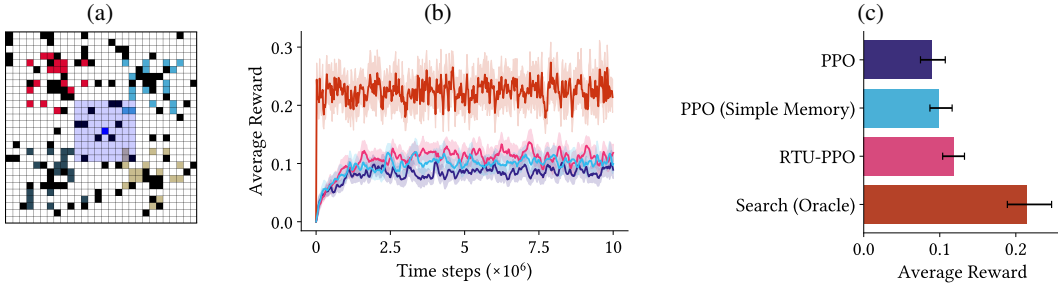 (a)
(b)
Average Reward
0.3
0.2
0.1
0.0
0
2.5
5
7.5
10
Time steps (×10⁶)
(c)
PPO
PPO (Simple Memory)
RTU-PPO
Search (Oracle)
0.0
0.1
0.2
Average Reward